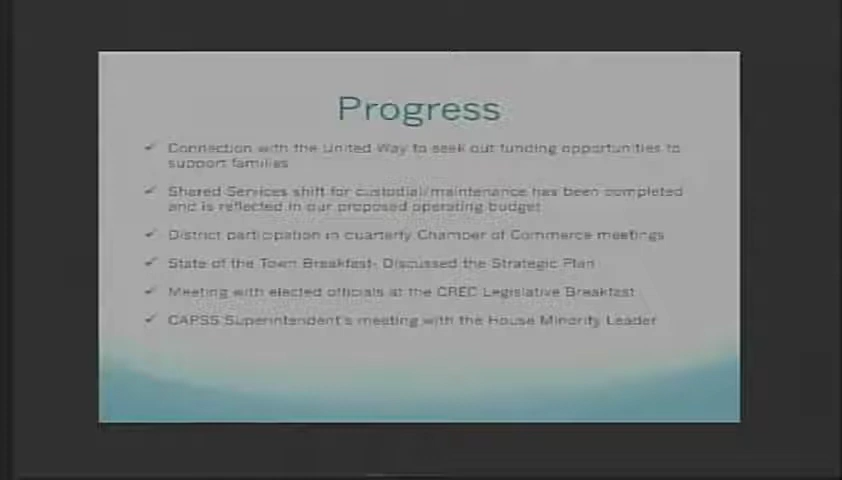 Progress
✓ Connection with the United Way to seek out funding opportunities to
support families
✓ Shared Services shift for custodial/maintenance has been completed
and is reflected in our proposed operating budget
✓ District participation in quarterly Chamber of Commerce meetings
✓ State of the Town Breakfast- Discussed the Strategic Plan
✓ Meeting with elected officials at the CREC Legislative Breakfast
✓ CAPSS Superintendent's meeting with the House Minority Leader